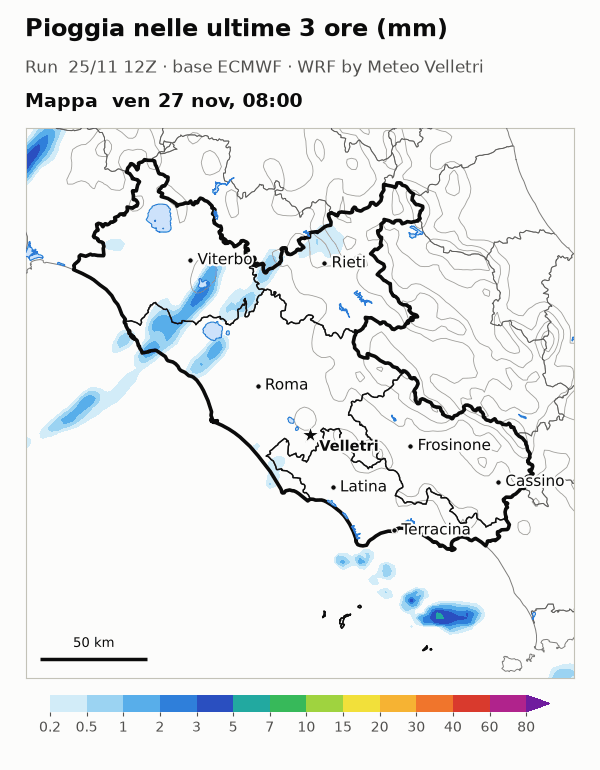 Pioggia nelle ultime 3 ore (mm)
Run  25/11 12Z · base ECMWF · WRF by Meteo Velletri
Mappa  ven 27 nov, 08:00
Viterbo
Rieti
Roma
Velletri
Frosinone
Latina
Cassino
Terracina
50 km
0.2 0.5 1 2 3 5 7 10 15 20 30 40 60 80